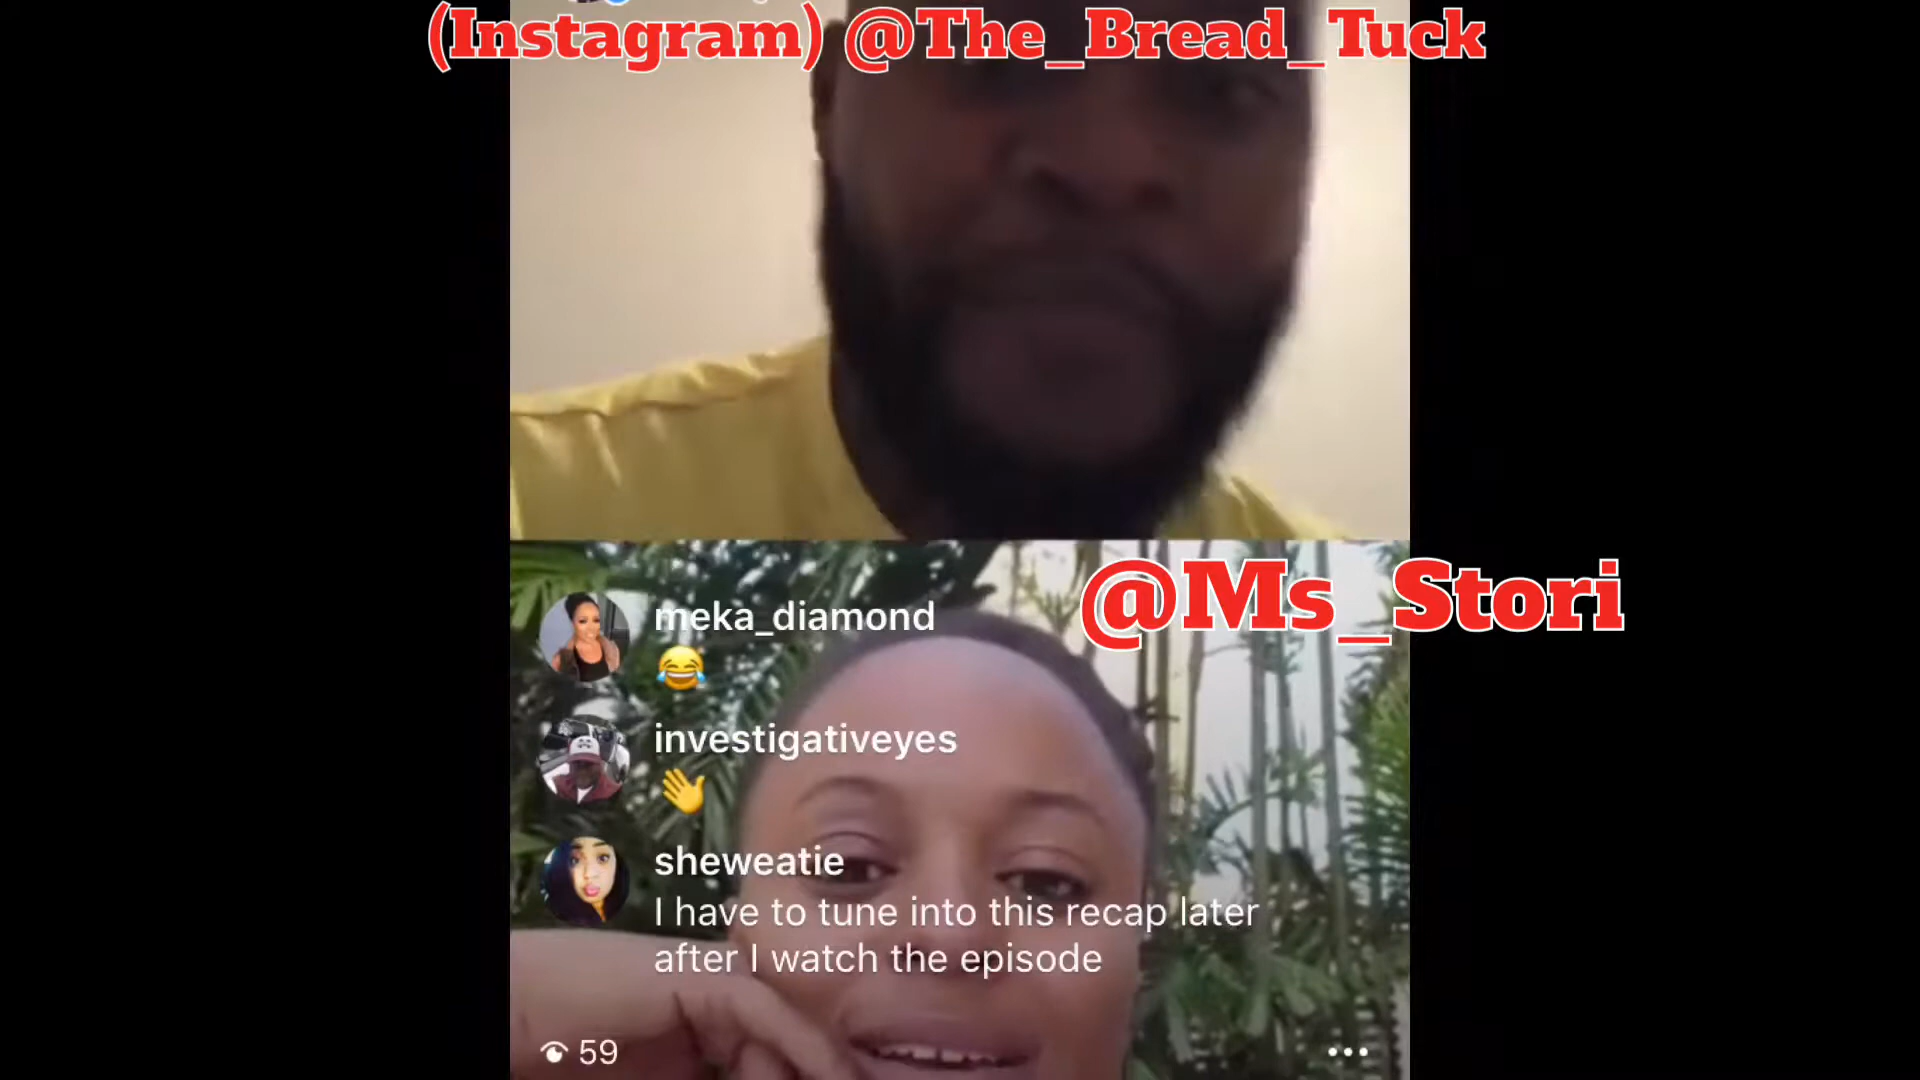 (Instagram) @The_Bread_Tuck
@Ms_Stori
meka_diamond
😂
investigativeyes
👋
sheweatie
I have to tune into this recap later
after I watch the episode
59